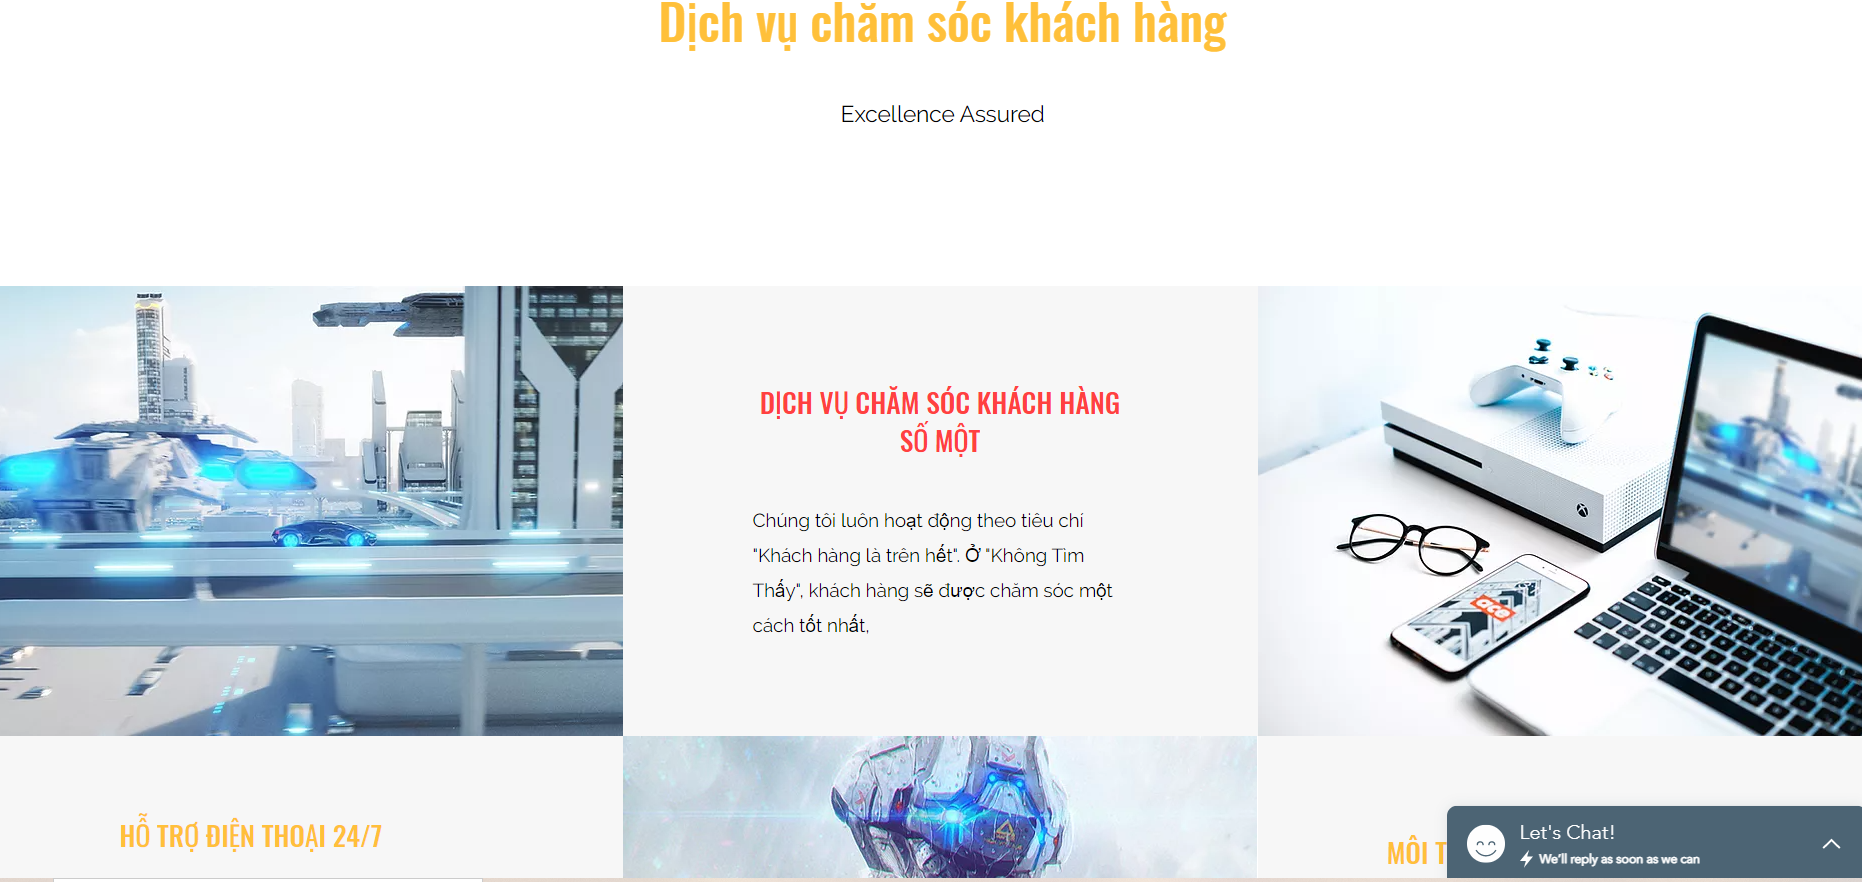 Dịch vụ chăm sóc khách hàng
Excellence Assured
DỊCH VỤ CHĂM SÓC KHÁCH HÀNG
SỐ MỘT
Chúng tôi luôn hoạt động theo tiêu chí
"Khách hàng là trên hết". Ở "Không Tìm
Thấy", khách hàng sẽ được chăm sóc một
cách tốt nhất,
ace
HỖ TRỢ ĐIỆN THOẠI 24/7
MÔI T
Let's Chat!
We'll reply as soon as we can